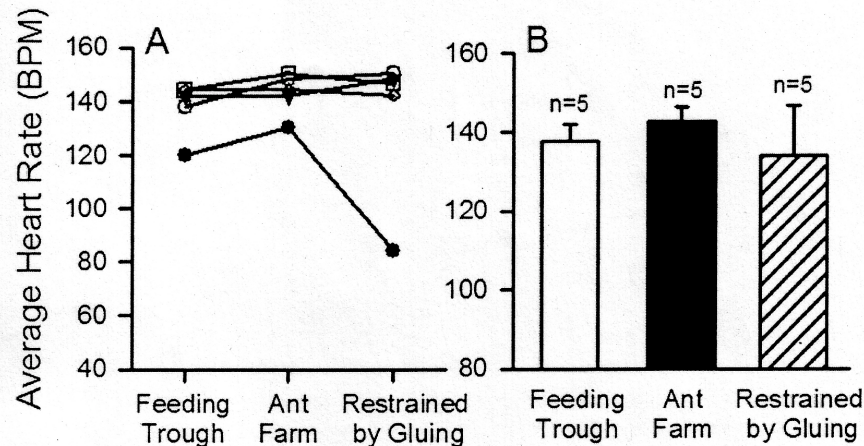 Average Heart Rate (BPM)
A
160
140
120
100
80
60
40
Feeding Trough
Ant Farm
Restrained by Gluing
B
160
140
120
100
80
n=5
n=5
n=5
Feeding Trough
Ant Farm
Restrained by Gluing